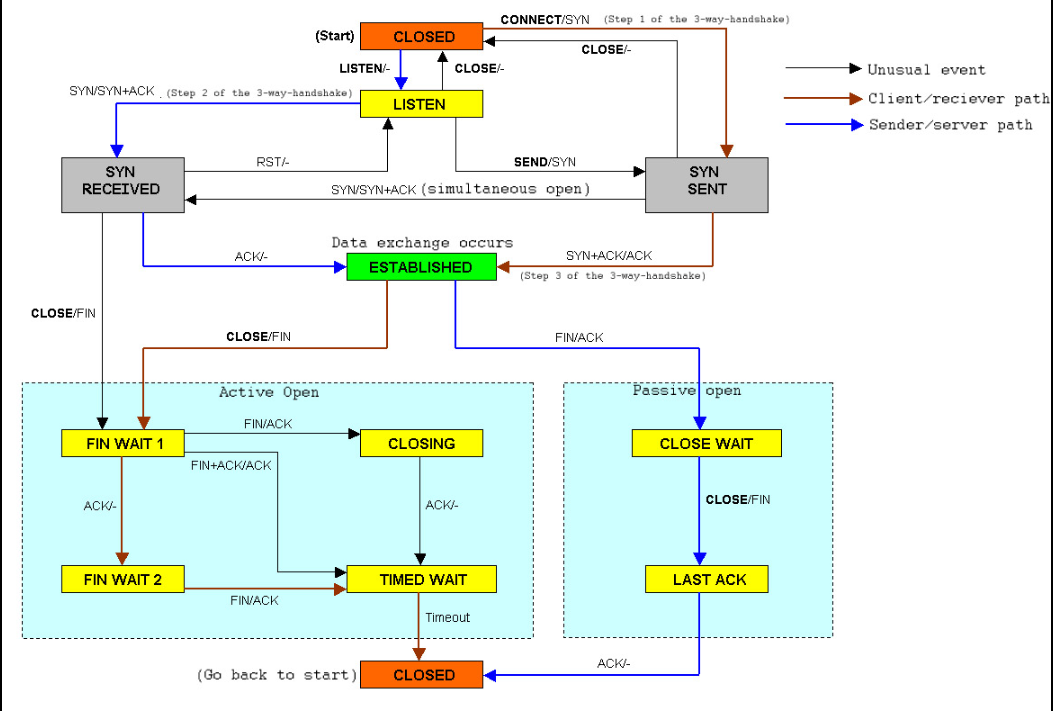 CONNECT/SYN (Step 1 of the 3-way-handshake)
(Start) CLOSED
CLOSE/-
LISTEN/- CLOSE/-
Unusual event
Client/reciever path
Sender/server path
SYN/SYN+ACK (Step 2 of the 3-way-handshake)
LISTEN
RST/-
SEND/SYN
SYN
RECEIVED
SYN
SENT
SYN/SYN+ACK (simultaneous open)
Data exchange occurs
ACK/-
ESTABLISHED
SYN+ACK/ACK
(Step 3 of the 3-way-handshake)
CLOSE/FIN
CLOSE/FIN
FIN/ACK
Active Open
Passive open
FIN WAIT 1
FIN/ACK
CLOSING
CLOSE WAIT
FIN+ACK/ACK
ACK/-
ACK/-
CLOSE/FIN
FIN WAIT 2
TIMED WAIT
LAST ACK
FIN/ACK
Timeout
(Go back to start) CLOSED
ACK/-